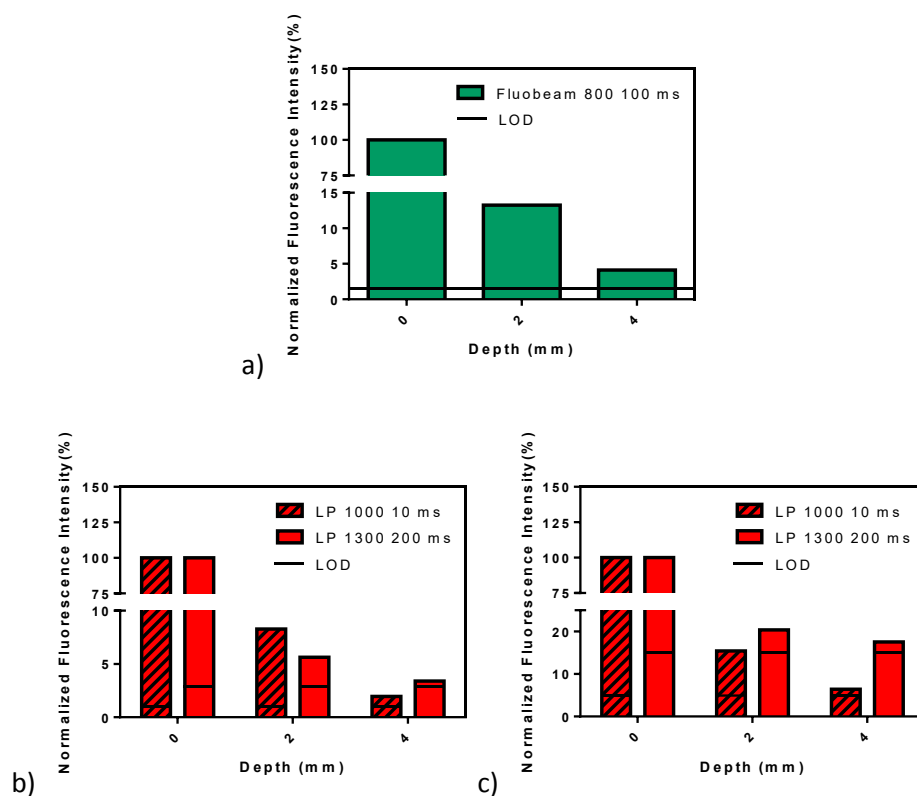 150
125
100
75
15
10
5
0
Normalized Fluorescence Intensity(%)
Fluobeam 800 100 ms
LOD
0 2 4
Depth (mm)
a)
150
125
100
75
10
5
0
Normalized Fluorescence Intensity(%)
LP 1000 10 ms
LP 1300 200 ms
LOD
0 2 4
Depth (mm)
b)
150
125
100
75
20
10
0
Normalized Fluorescence Intensity(%)
LP 1000 10 ms
LP 1300 200 ms
LOD
0 2 4
Depth (mm)
c)